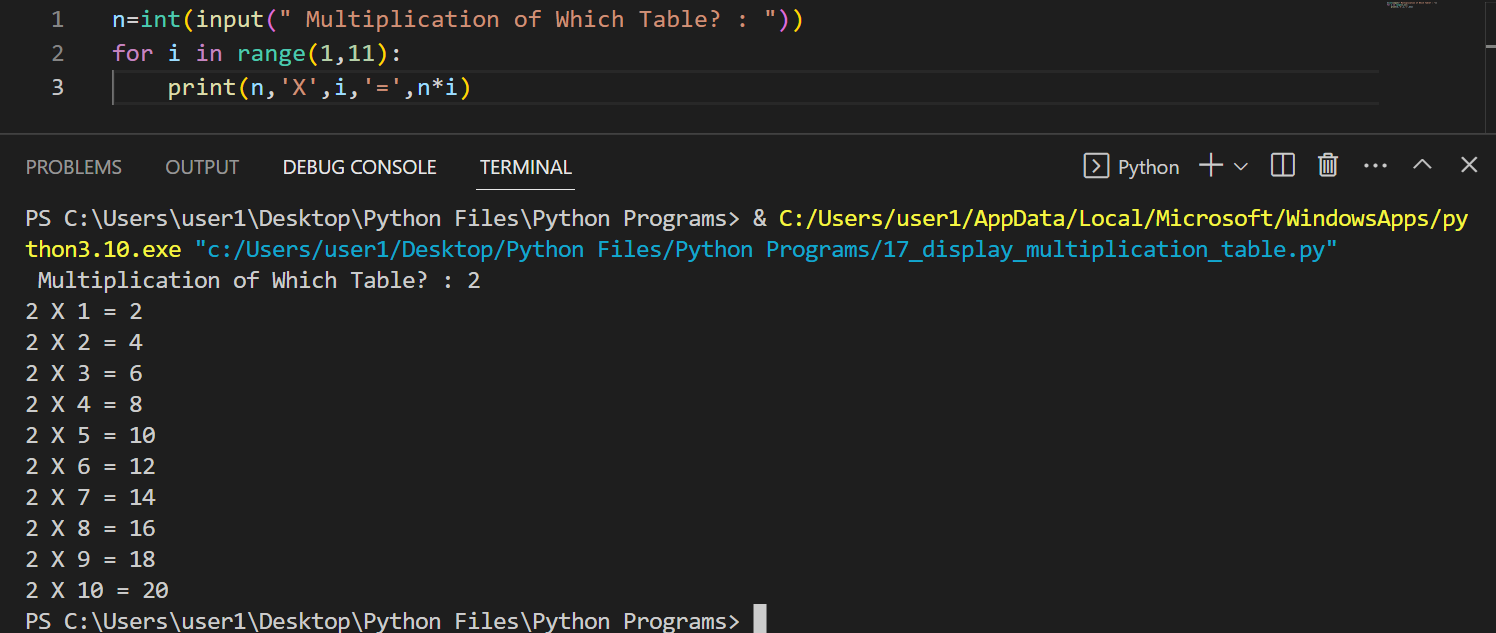 1 n=int(input(" Multiplication of Which Table? : "))
2 for i in range(1,11):
3     print(n,'X',i,'=',n*i)
PROBLEMS OUTPUT DEBUG CONSOLE TERMINAL Python
PS C:\Users\user1\Desktop\Python Files\Python Programs> & C:/Users/user1/AppData/Local/Microsoft/WindowsApps/py
thon3.10.exe "c:/Users/user1/Desktop/Python Files/Python Programs/17_display_multiplication_table.py"
 Multiplication of Which Table? : 2
2 X 1 = 2
2 X 2 = 4
2 X 3 = 6
2 X 4 = 8
2 X 5 = 10
2 X 6 = 12
2 X 7 = 14
2 X 8 = 16
2 X 9 = 18
2 X 10 = 20
PS C:\Users\user1\Desktop\Python Files\Python Programs>